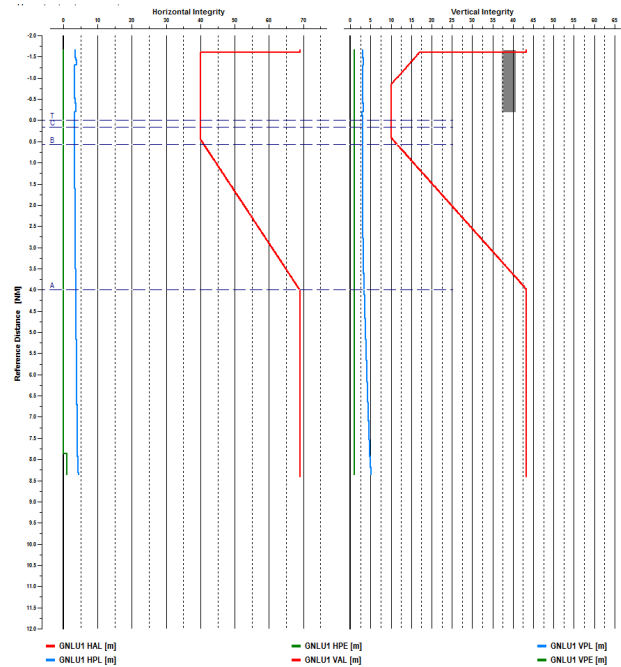 Horizontal Integrity
Vertical Integrity
0 10 20 30 40 50 60 70
0 5 10 15 20 25 30 35 40 45 50 55 60 65
Reference Distance [NM]
-2.0
-1.5
-1.0
-0.5
0.0
0.5
1.0
1.5
2.0
2.5
3.0
3.5
4.0
4.5
5.0
5.5
6.0
6.5
7.0
7.5
8.0
8.5
9.0
9.5
10.0
10.5
11.0
11.5
12.0
T
C
B
A
GNLU1 HAL [m]
GNLU1 HPE [m]
GNLU1 VPL [m]
GNLU1 HPL [m]
GNLU1 VAL [m]
GNLU1 VPE [m]